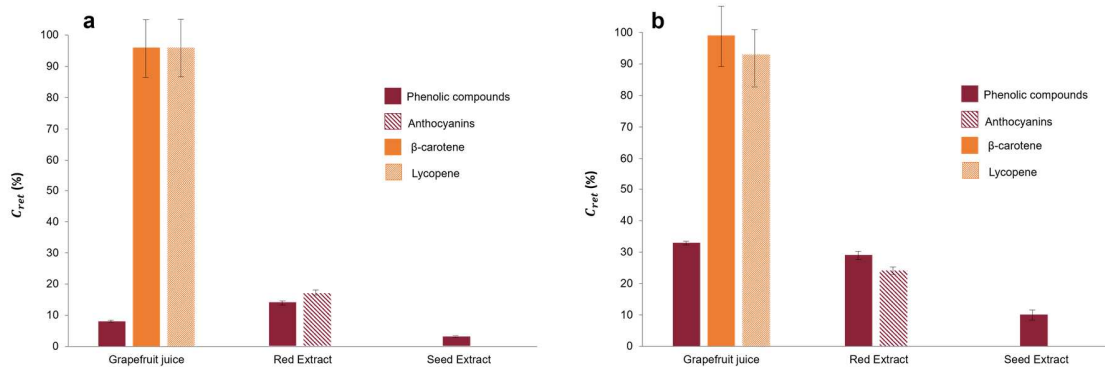 a
100
90
80
70
60
50
40
30
20
10
0
C_ret (%)
Phenolic compounds
Anthocyanins
β-carotene
Lycopene
Grapefruit juice Red Extract Seed Extract
b
100
90
80
70
60
50
40
30
20
10
0
C_ret (%)
Phenolic compounds
Anthocyanins
β-carotene
Lycopene
Grapefruit juice Red Extract Seed Extract